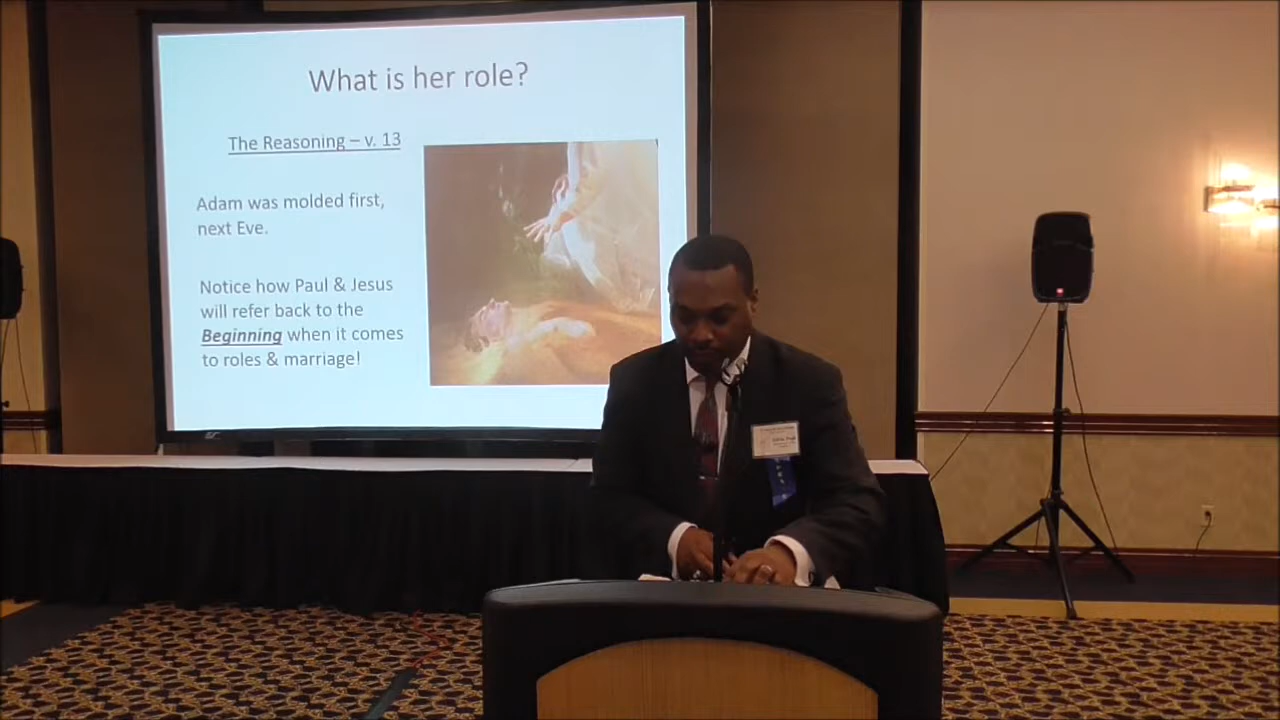 What is her role?
The Reasoning – v. 13
Adam was molded first,
next Eve.
Notice how Paul & Jesus
will refer back to the
Beginning when it comes
to roles & marriage!